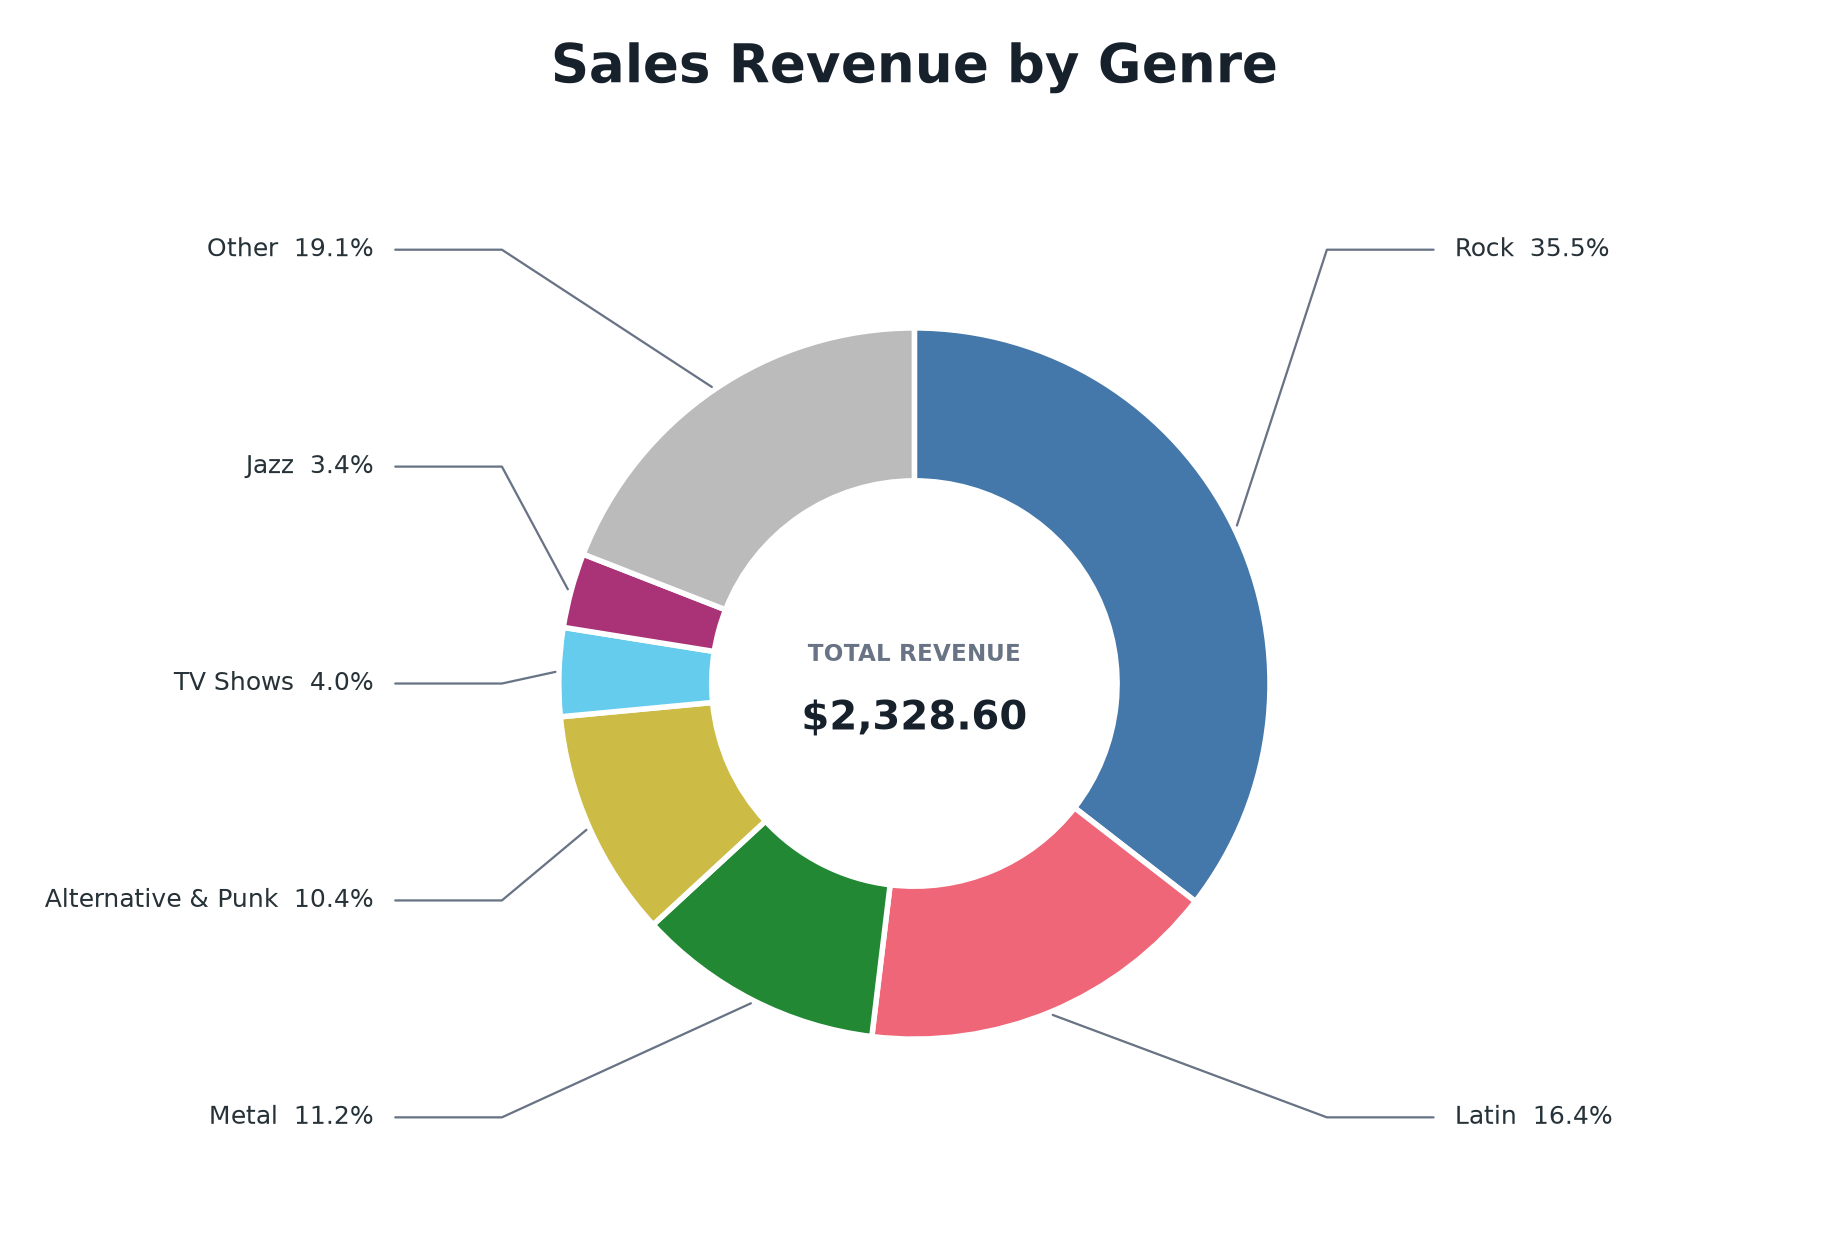 Sales Revenue by Genre
Other 19.1%
Rock 35.5%
Jazz 3.4%
TOTAL REVENUE
TV Shows 4.0%
$2,328.60
Alternative & Punk 10.4%
Metal 11.2%
Latin 16.4%